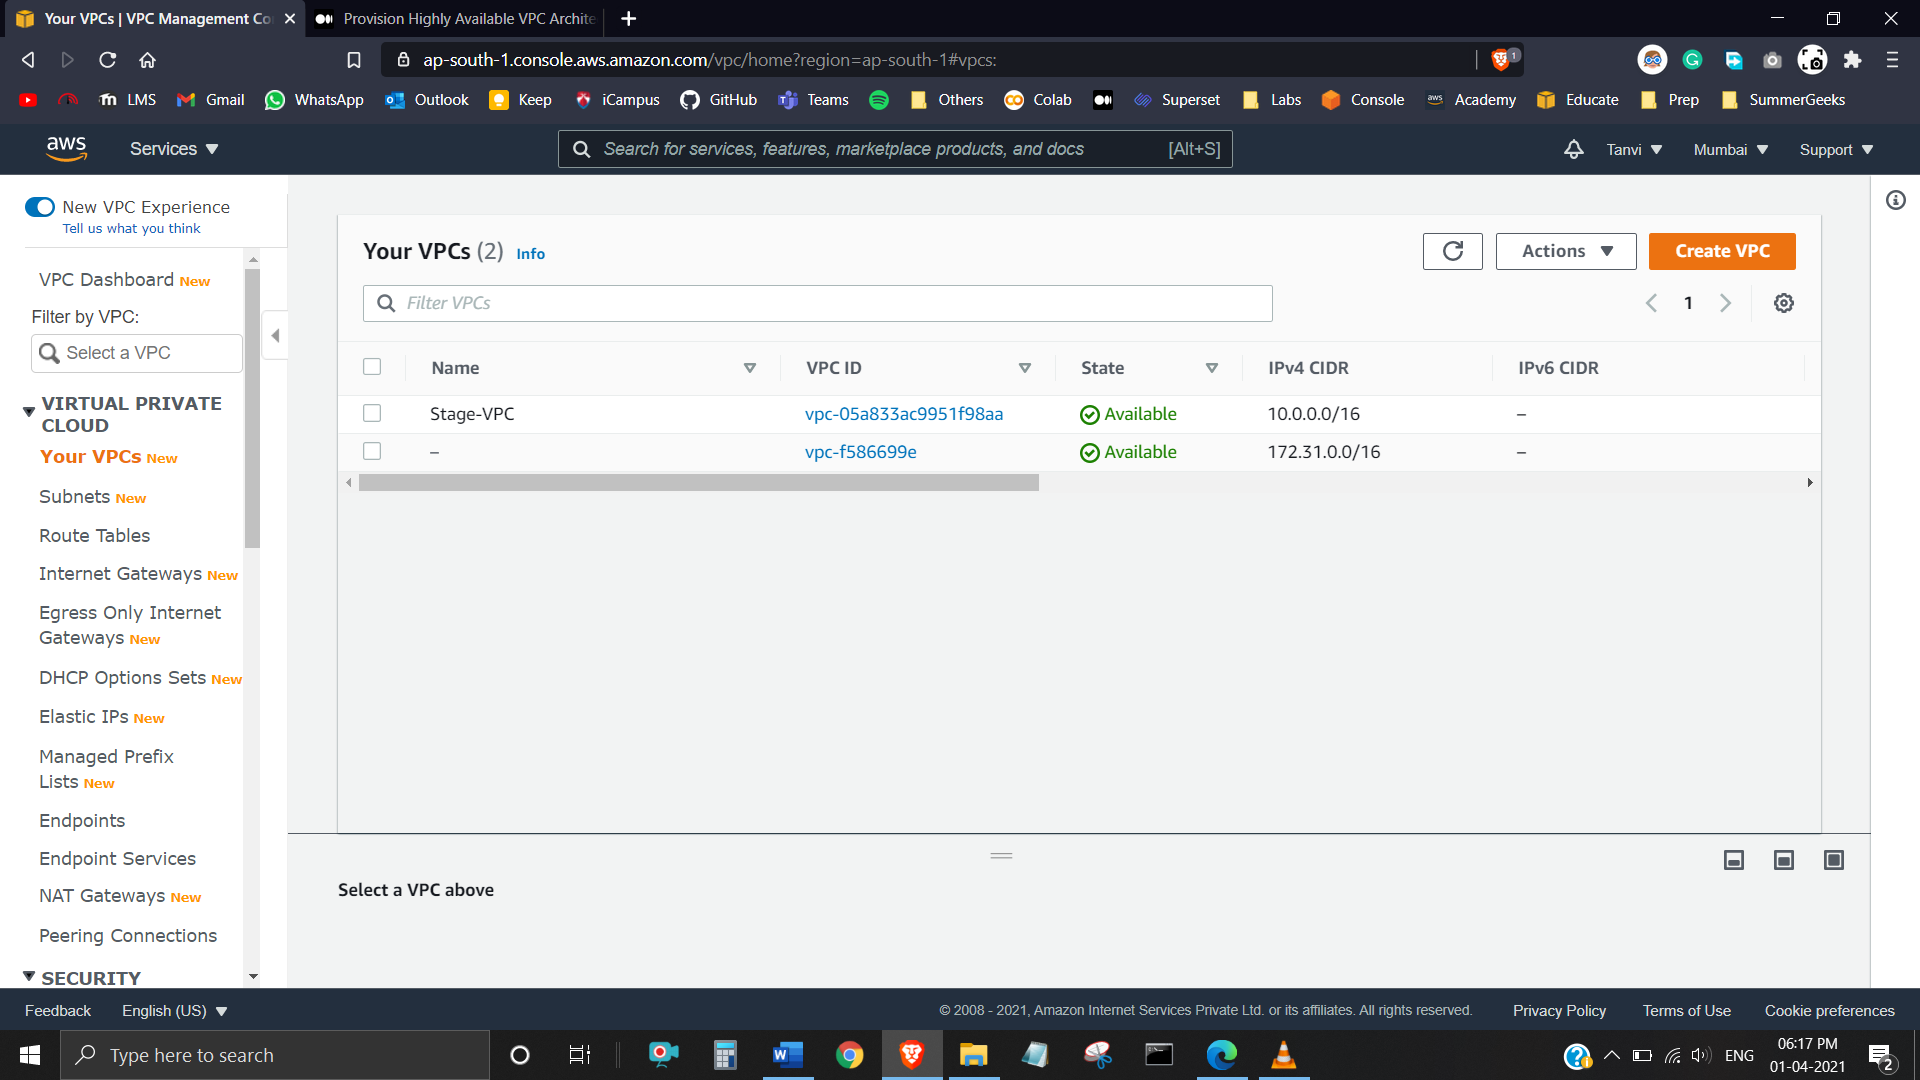 Your VPCs | VPC Management Co
Provision Highly Available VPC Archite
ap-south-1.console.aws.amazon.com/vpc/home?region=ap-south-1#vpcs:
1
LMS
Gmail
WhatsApp
Outlook
Keep
iCampus
GitHub
Teams
Others
Colab
Superset
Labs
Console
aws
Academy
Educate
Prep
SummerGeeks
aws
Services
Search for services, features, marketplace products, and docs
[Alt+S]
Tanvi
Mumbai
Support
New VPC Experience
Tell us what you think
VPC Dashboard New
Filter by VPC:
Select a VPC
VIRTUAL PRIVATE
CLOUD
Your VPCs New
Subnets New
Route Tables
Internet Gateways New
Egress Only Internet
Gateways New
DHCP Options Sets New
Elastic IPs New
Managed Prefix
Lists New
Endpoints
Endpoint Services
NAT Gateways New
Peering Connections
SECURITY
Your VPCs (2) Info
Actions
Create VPC
Filter VPCs
1
Name VPC ID State IPv4 CIDR IPv6 CIDR
Stage-VPC vpc-05a833ac9951f98aa Available 10.0.0.0/16 –
– vpc-f586699e Available 172.31.0.0/16 –
Select a VPC above
Feedback
English (US)
© 2008 - 2021, Amazon Internet Services Private Ltd. or its affiliates. All rights reserved.
Privacy Policy
Terms of Use
Cookie preferences
Type here to search
ENG
06:17 PM
01-04-2021
2